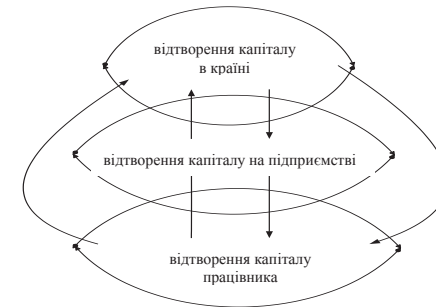 відтворення капіталу
в країні
відтворення капіталу на підприємстві
відтворення капіталу
працівника